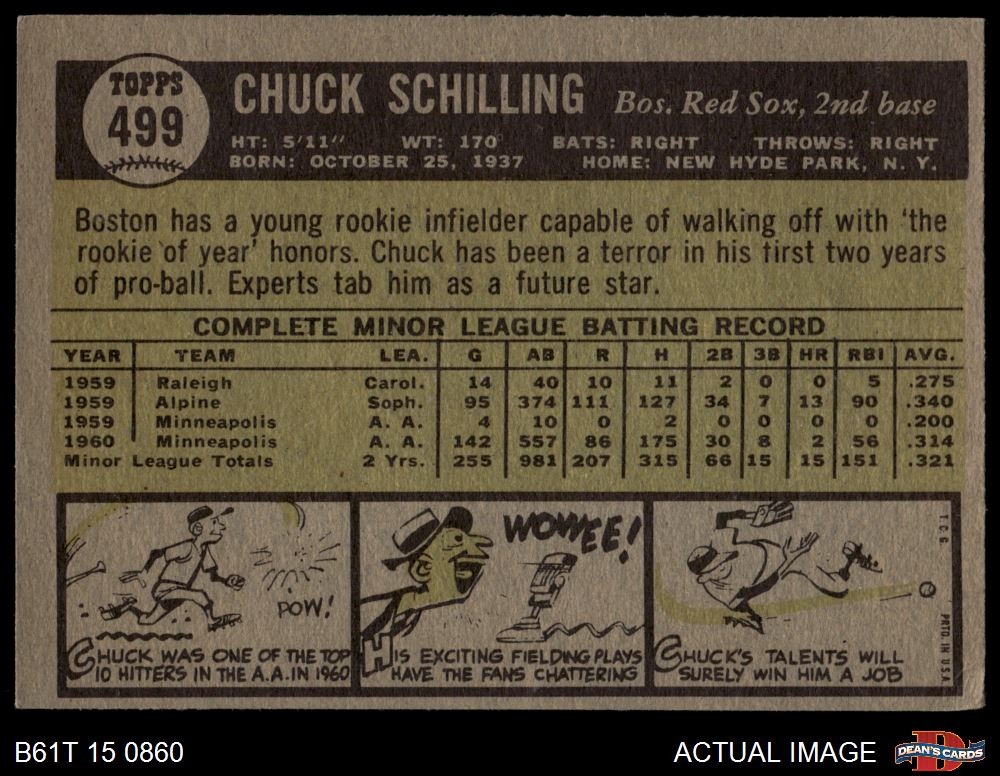 TOPPS
499
CHUCK SCHILLING Bos. Red Sox, 2nd base
HT: 5'11" WT: 170 BATS: RIGHT THROWS: RIGHT
BORN: OCTOBER 25, 1937 HOME: NEW HYDE PARK, N. Y.
Boston has a young rookie infielder capable of walking off with 'the
rookie of year' honors. Chuck has been a terror in his first two years
of pro-ball. Experts tab him as a future star.
COMPLETE MINOR LEAGUE BATTING RECORD
YEAR TEAM LEA. G AB R H 2B 3B HR RBI AVG.
1959 Raleigh Carol. 14 40 10 11 2 0 0 5 .275
1959 Alpine Soph. 95 374 111 127 34 7 13 90 .340
1959 Minneapolis A. A. 4 10 0 2 0 0 0 0 .200
1960 Minneapolis A. A. 142 557 86 175 30 8 2 56 .314
Minor League Totals 2 Yrs. 255 981 207 315 66 15 15 151 .321
POW!
CHUCK WAS ONE OF THE TOP
10 HITTERS IN THE A.A. IN 1960
WOWEE!
HIS EXCITING FIELDING PLAYS
HAVE THE FANS CHATTERING
CHUCK'S TALENTS WILL
SURELY WIN HIM A JOB
T.C.G. PRTD. IN U.S.A.
B61T 15 0860
ACTUAL IMAGE
DEAN'S CARDS